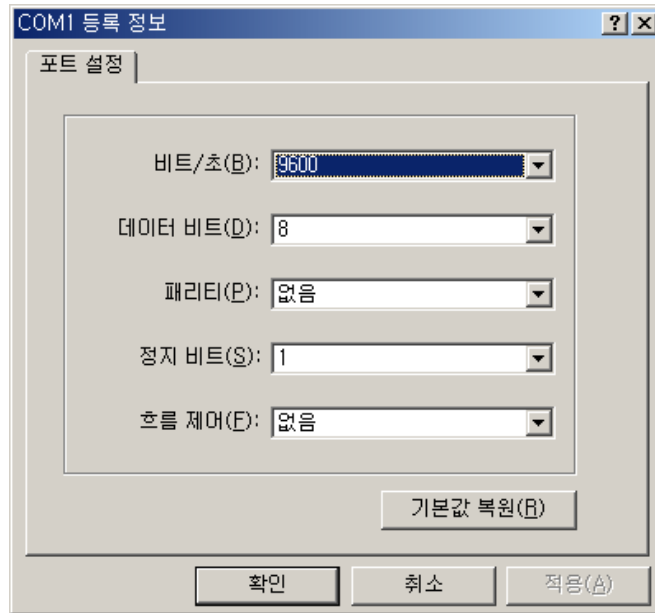 COM1 등록 정보
포트 설정
비트/초(B): 9600
데이터 비트(D): 8
패리티(P): 없음
정지 비트(S): 1
흐름 제어(F): 없음
기본값 복원(R)
확인 취소 적용(A)